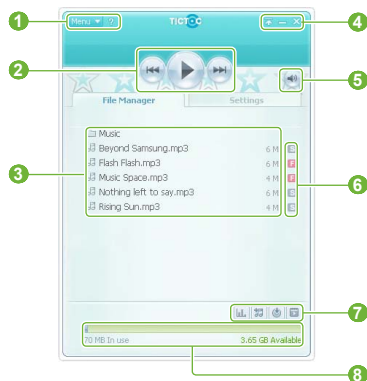 1
Menu ?
TICTOC
4
2
5
File Manager Settings
Music
Beyond Samsung.mp3 6 M E
Flash Flash.mp3 6 M F
3
Music Space.mp3 4 M F
6
Nothing left to say.mp3 6 M E
Rising Sun.mp3 4 M E
7
70 MB In use 3.65 GB Available
8